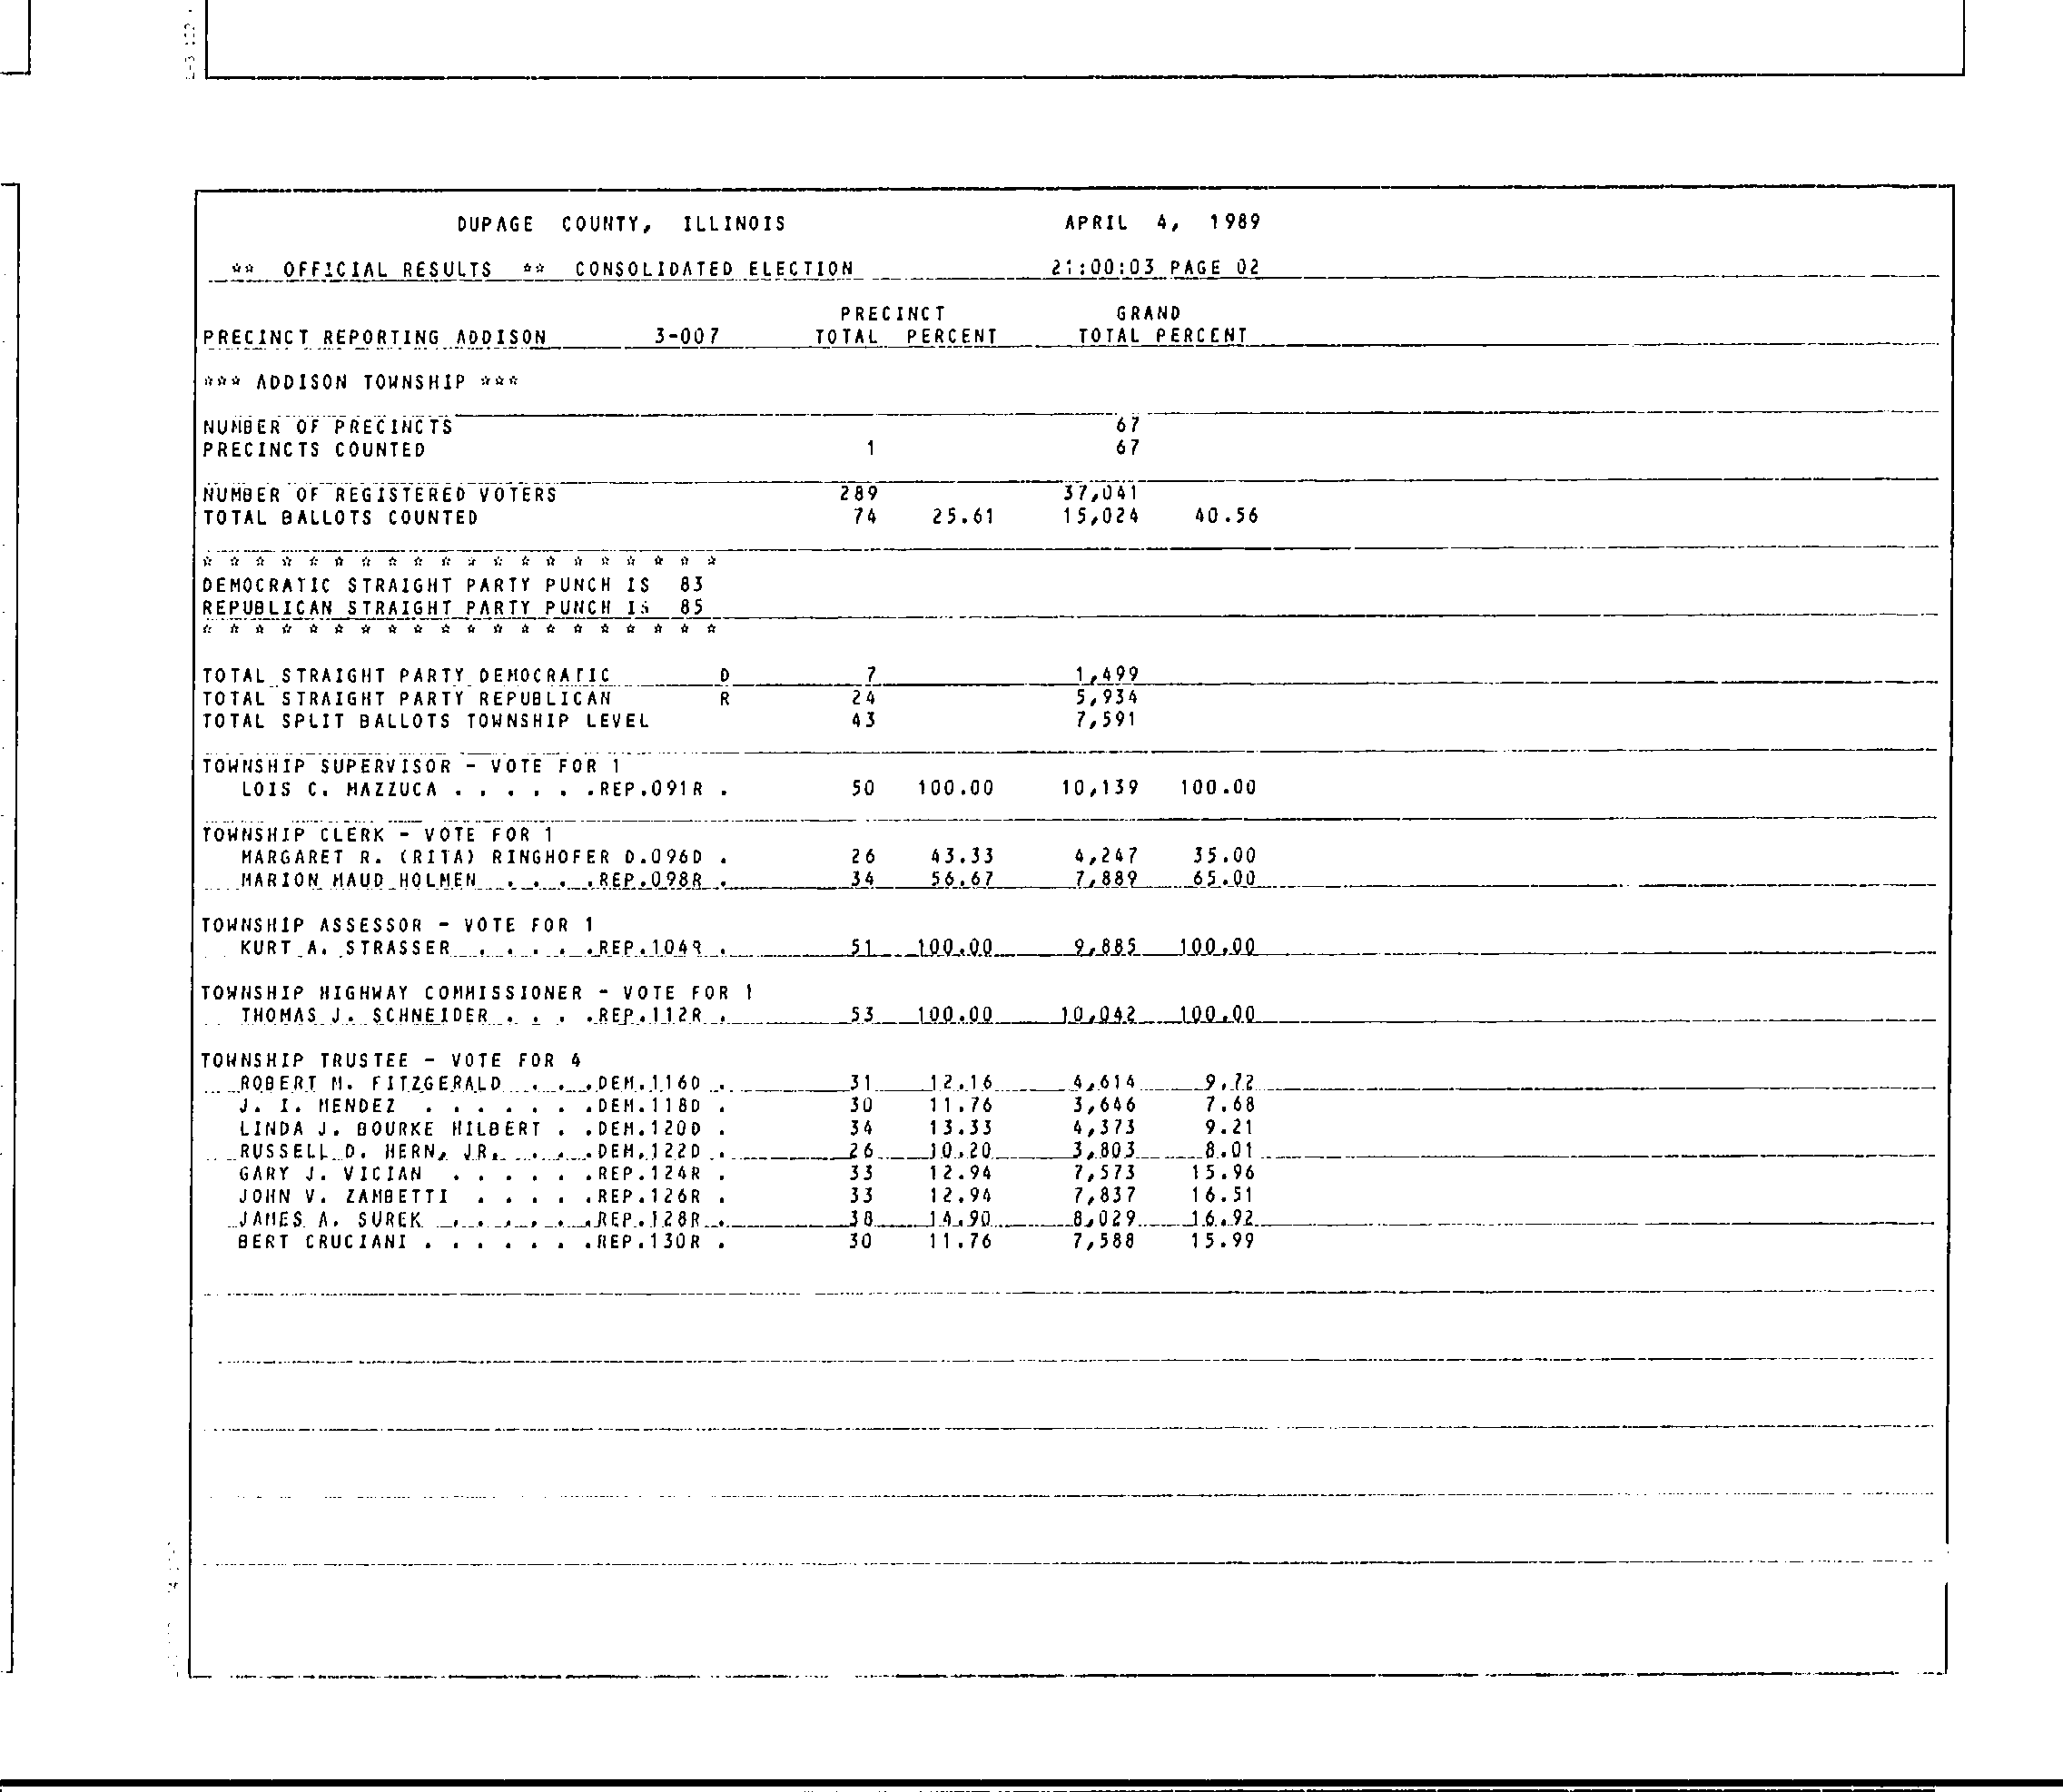 DUPAGE COUNTY, ILLINOIS APRIL 4, 1989
** OFFICIAL RESULTS ** CONSOLIDATED ELECTION 21:00:03 PAGE 02
PRECINCT GRAND
PRECINCT REPORTING ADDISON 3-007 TOTAL PERCENT TOTAL PERCENT
*** ADDISON TOWNSHIP ***
NUMBER OF PRECINCTS 67
PRECINCTS COUNTED 1 67
NUMBER OF REGISTERED VOTERS 289 37,041
TOTAL BALLOTS COUNTED 74 25.61 15,024 40.56
* * * * * * * * * * * * * * * * * * * *
DEMOCRATIC STRAIGHT PARTY PUNCH IS 83
REPUBLICAN STRAIGHT PARTY PUNCH IS 85
* * * * * * * * * * * * * * * * * * * *
TOTAL STRAIGHT PARTY DEMOCRATIC D 7 1,499
TOTAL STRAIGHT PARTY REPUBLICAN R 24 5,934
TOTAL SPLIT BALLOTS TOWNSHIP LEVEL 43 7,591
TOWNSHIP SUPERVISOR - VOTE FOR 1
LOIS C. MAZZUCA . . . . . .REP.091R . 50 100.00 10,139 100.00
TOWNSHIP CLERK - VOTE FOR 1
MARGARET R. (RITA) RINGHOFER D.096D . 26 43.33 4,247 35.00
MARION MAUD HOLMEN . . . .REP.098R . 34 56.67 7,889 65.00
TOWNSHIP ASSESSOR - VOTE FOR 1
KURT A. STRASSER . . . . .REP.104R . 51 100.00 9,885 100.00
TOWNSHIP HIGHWAY COMMISSIONER - VOTE FOR 1
THOMAS J. SCHNEIDER . . . .REP.112R . 53 100.00 10,042 100.00
TOWNSHIP TRUSTEE - VOTE FOR 4
ROBERT M. FITZGERALD . . .DEM.116D . 31 12.16 4,614 9.72
J. I. MENDEZ . . . . . . .DEM.118D . 30 11.76 3,646 7.68
LINDA J. BOURKE HILBERT . .DEM.120D . 34 13.33 4,373 9.21
RUSSELL D. HERN, JR. . . . .DEM.122D . 26 10.20 3,803 8.01
GARY J. VICIAN . . . . . .REP.124R . 33 12.94 7,573 15.96
JOHN V. ZAMBETTI . . . . .REP.126R . 33 12.94 7,837 16.51
JAMES A. SUREK . . . . . .REP.128R . 38 14.90 8,029 16.92
BERT CRUCIANI . . . . . . .REP.130R . 30 11.76 7,588 15.99